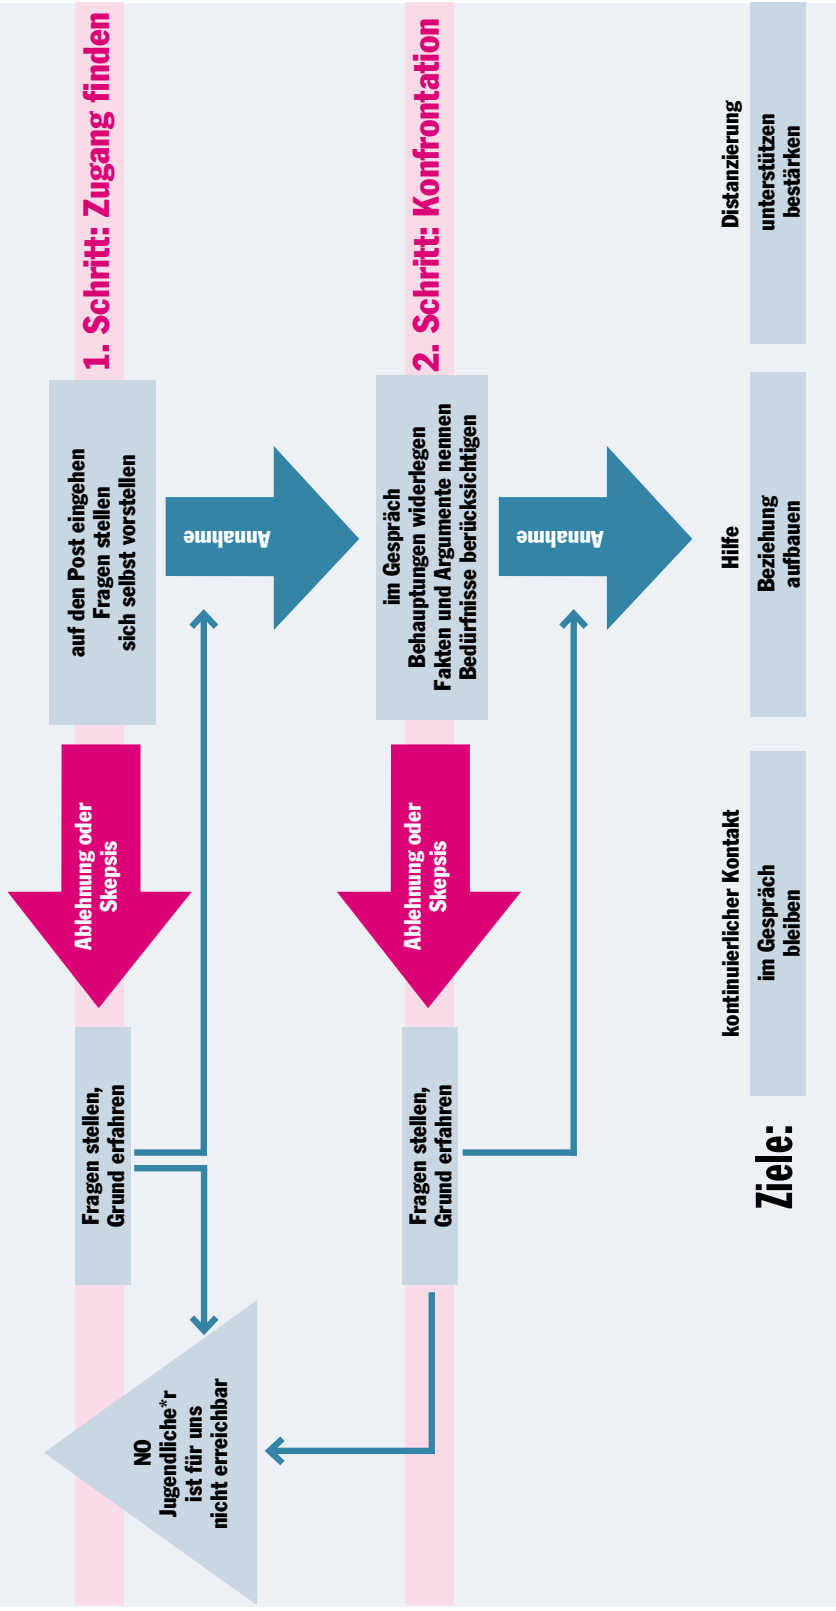 1. Schritt: Zugang finden
auf den Post eingehen
Fragen stellen
sich selbst vorstellen
Ablehnung oder
Skepsis
Fragen stellen,
Grund erfahren
NO
Jugendliche*r
ist für uns
nicht erreichbar
Annahme
2. Schritt: Konfrontation
im Gespräch
Behauptungen widerlegen
Fakten und Argumente nennen
Bedürfnisse berücksichtigen
Ablehnung oder
Skepsis
Fragen stellen,
Grund erfahren
Annahme
Ziele:
kontinuierlicher Kontakt
im Gespräch
bleiben
Hilfe
Beziehung
aufbauen
Distanzierung
unterstützen
bestärken